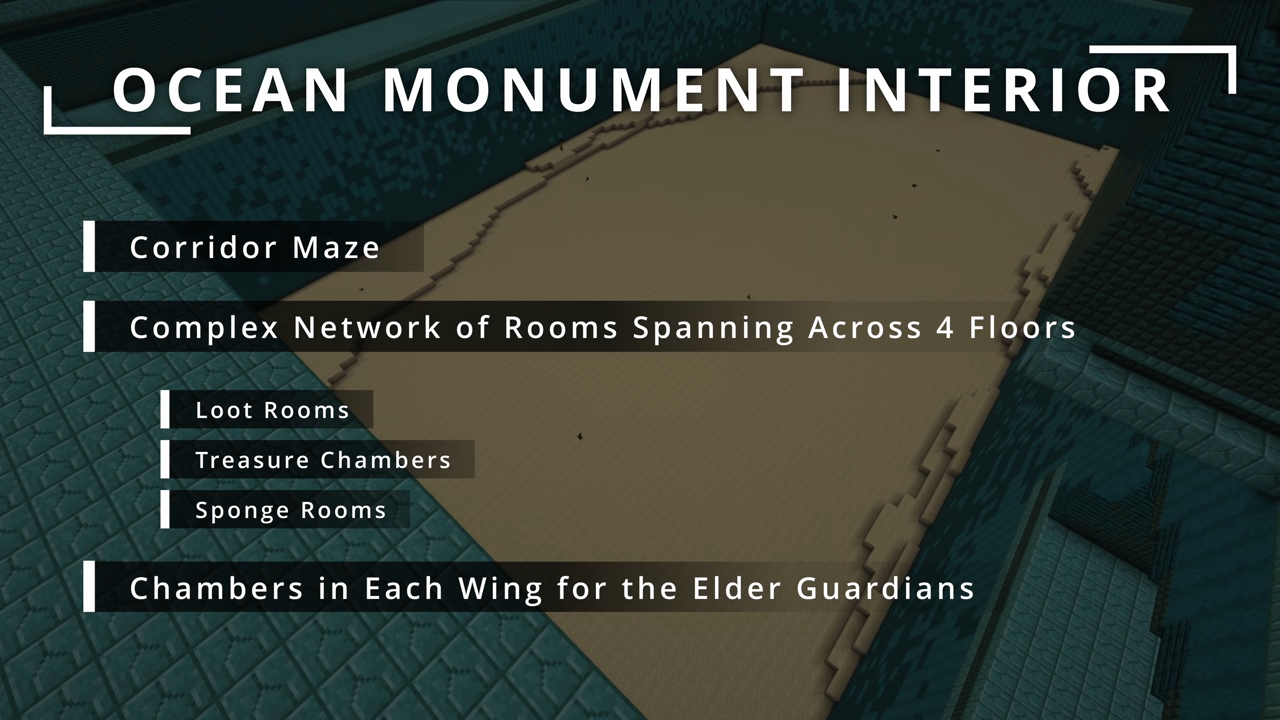 OCEAN MONUMENT INTERIOR
Corridor Maze
Complex Network of Rooms Spanning Across 4 Floors
Loot Rooms
Treasure Chambers
Sponge Rooms
Chambers in Each Wing for the Elder Guardians